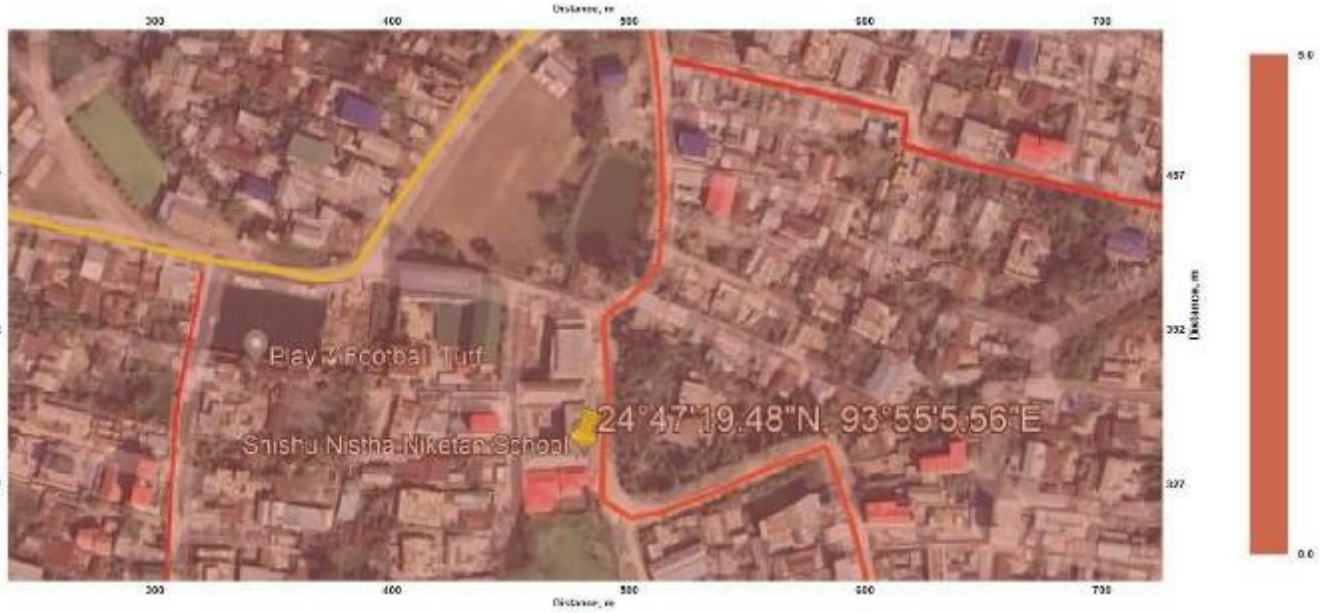 Distance, m
300 400 500 600 700
5.0
457
392
Distance, m
Play 7 Football Turf
24°47'19.48"N, 93°55'5.56"E
Shishu Nistha Niketan School
327
0.0
300 400 500 600 700
Distance, m